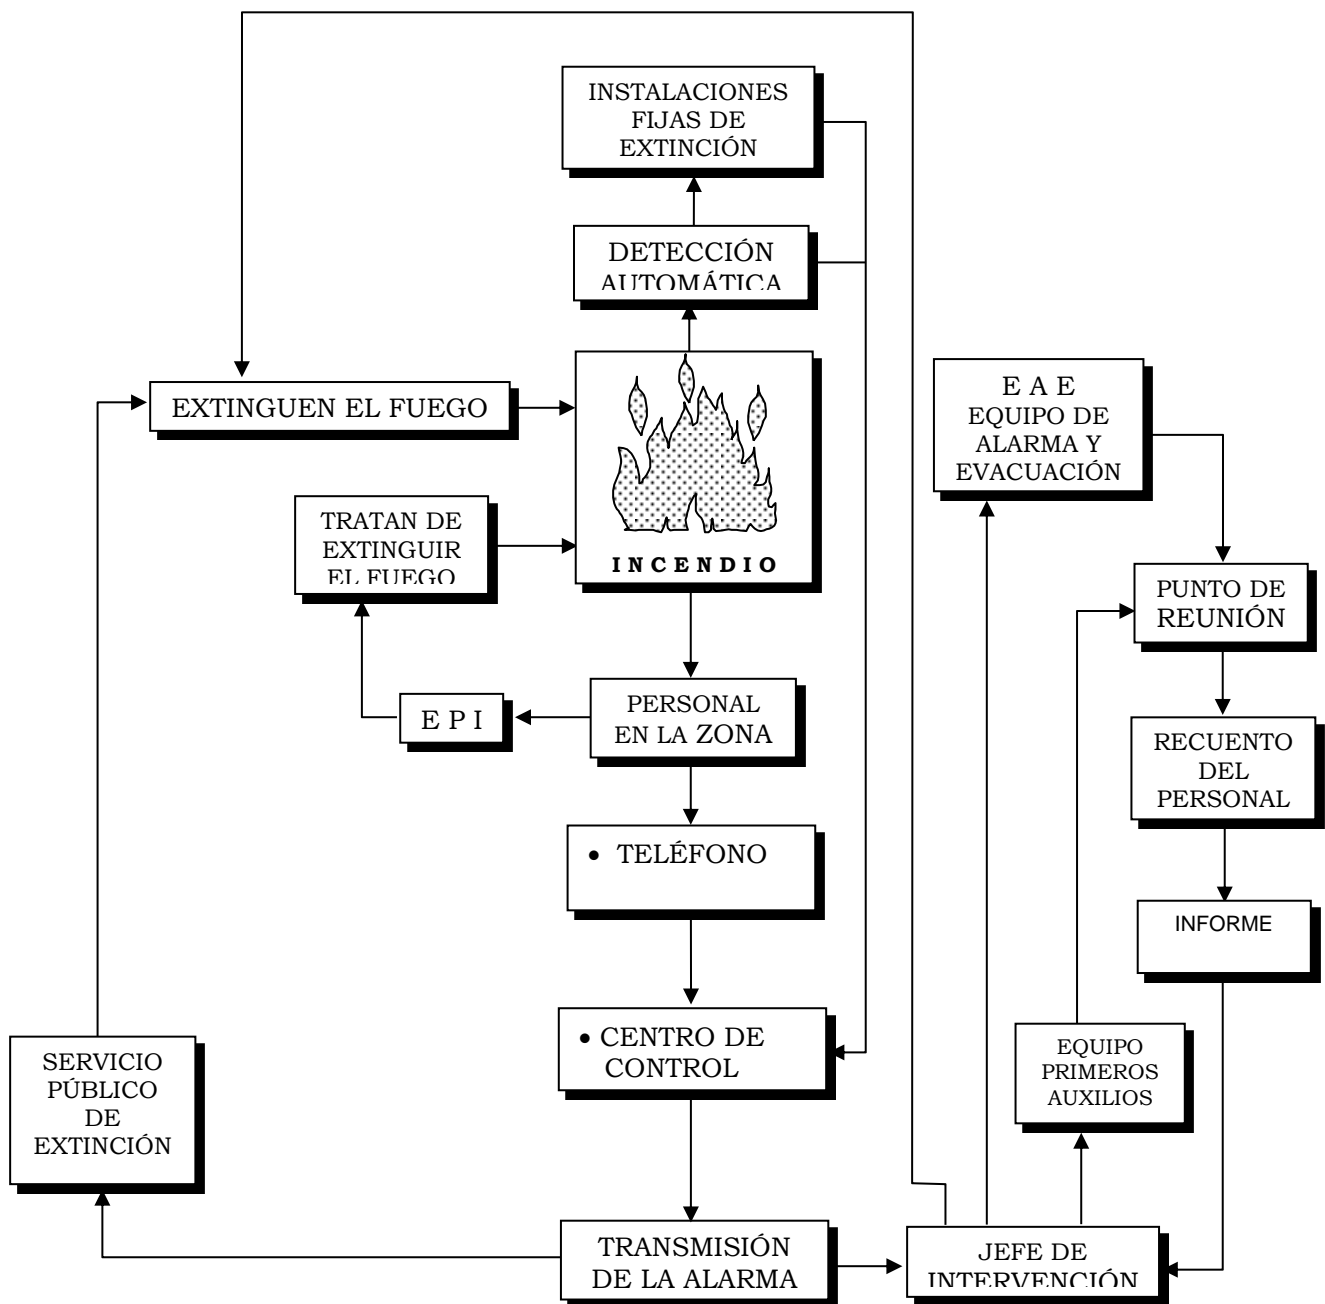 INSTALACIONES
FIJAS DE
EXTINCIÓN
DETECCIÓN
AUTOMÁTICA
EXTINGUEN EL FUEGO
INCENDIO
E A E
EQUIPO DE
ALARMA Y
EVACUACIÓN
TRATAN DE
EXTINGUIR
EL FUEGO
PUNTO DE
REUNIÓN
E P I
PERSONAL
EN LA ZONA
RECUENTO
DEL
PERSONAL
• TELÉFONO
INFORME
• CENTRO DE
CONTROL
SERVICIO
PÚBLICO
DE
EXTINCIÓN
EQUIPO
PRIMEROS
AUXILIOS
TRANSMISIÓN
DE LA ALARMA
JEFE DE
INTERVENCIÓN